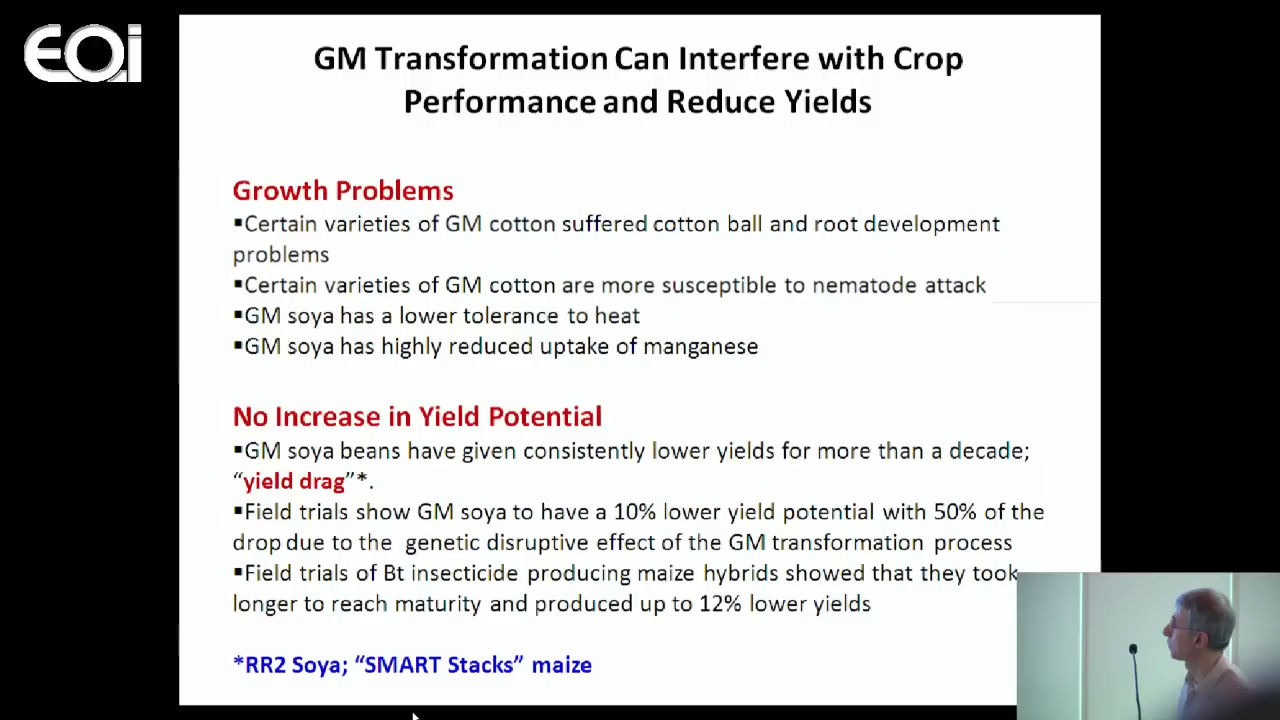 EOi
GM Transformation Can Interfere with Crop
Performance and Reduce Yields
Growth Problems
▪Certain varieties of GM cotton suffered cotton ball and root development
problems
▪Certain varieties of GM cotton are more susceptible to nematode attack
▪GM soya has a lower tolerance to heat
▪GM soya has highly reduced uptake of manganese
No Increase in Yield Potential
▪GM soya beans have given consistently lower yields for more than a decade;
“yield drag”*.
▪Field trials show GM soya to have a 10% lower yield potential with 50% of the
drop due to the genetic disruptive effect of the GM transformation process
▪Field trials of Bt insecticide producing maize hybrids showed that they took
longer to reach maturity and produced up to 12% lower yields
*RR2 Soya; “SMART Stacks” maize